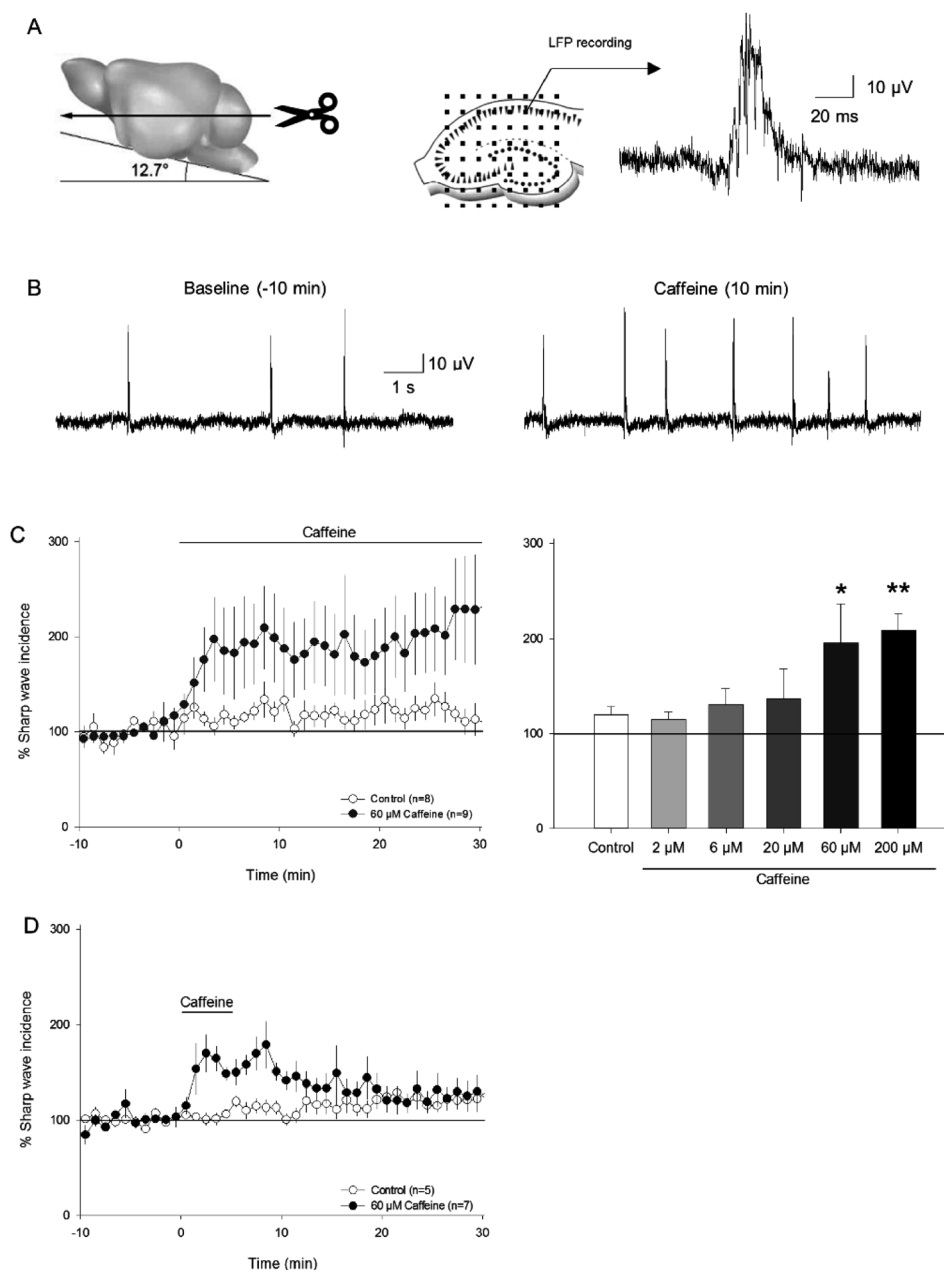 A
12.7°
LFP recording
10 µV
20 ms
B
Baseline (-10 min)
Caffeine (10 min)
10 µV
1 s
C
Caffeine
300
200
100
0
% Sharp wave incidence
-10 0 10 20 30
Time (min)
Control (n=8)
60 µM Caffeine (n=9)
300
200
100
0
* **
Control 2 µM 6 µM 20 µM 60 µM 200 µM
Caffeine
D
Caffeine
300
200
100
0
% Sharp wave incidence
-10 0 10 20 30
Time (min)
Control (n=5)
60 µM Caffeine (n=7)